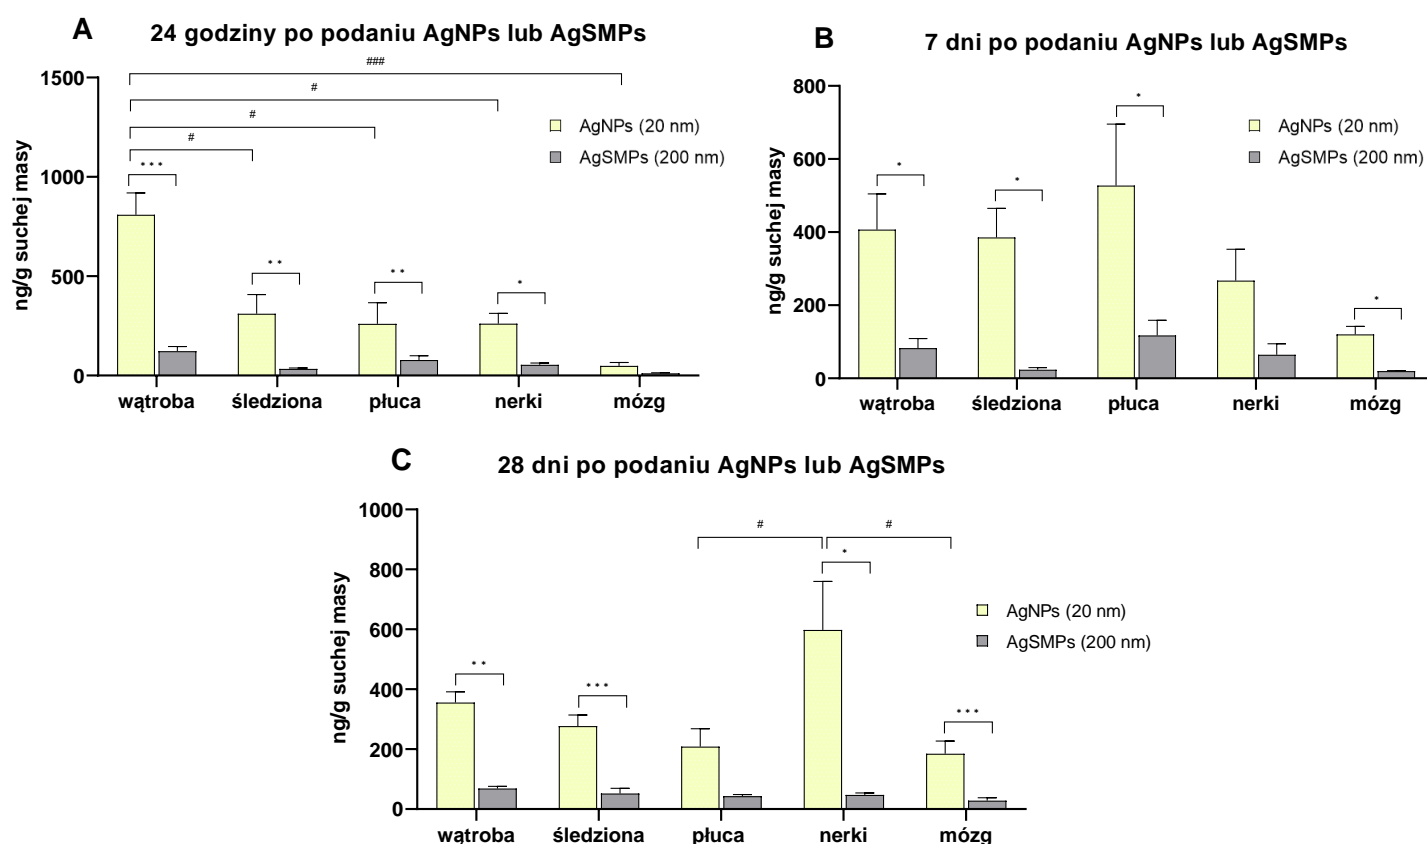 A
24 godziny po podaniu AgNPs lub AgSMPs
ng/g suchej masy
1500
1000
500
0
###
#
#
#
***
**
**
*
AgNPs (20 nm)
AgSMPs (200 nm)
wątroba śledziona płuca nerki mózg
B
7 dni po podaniu AgNPs lub AgSMPs
ng/g suchej masy
800
600
400
200
0
*
*
*
*
AgNPs (20 nm)
AgSMPs (200 nm)
wątroba śledziona płuca nerki mózg
C
28 dni po podaniu AgNPs lub AgSMPs
ng/g suchej masy
1000
800
600
400
200
0
# #
*
**
***
***
AgNPs (20 nm)
AgSMPs (200 nm)
wątroba śledziona płuca nerki mózg